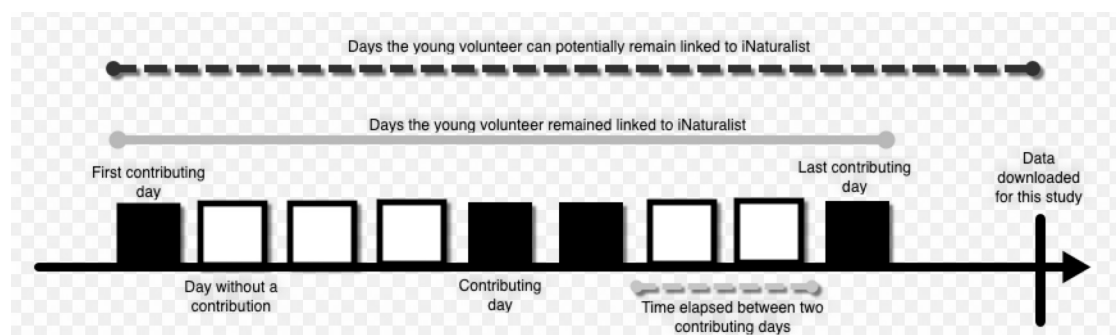 Days the young volunteer can potentially remain linked to iNaturalist
Days the young volunteer remained linked to iNaturalist
First contributing
day
Last contributing
day
Data
downloaded
for this study
Day without a
contribution
Contributing
day
Time elapsed between two
contributing days